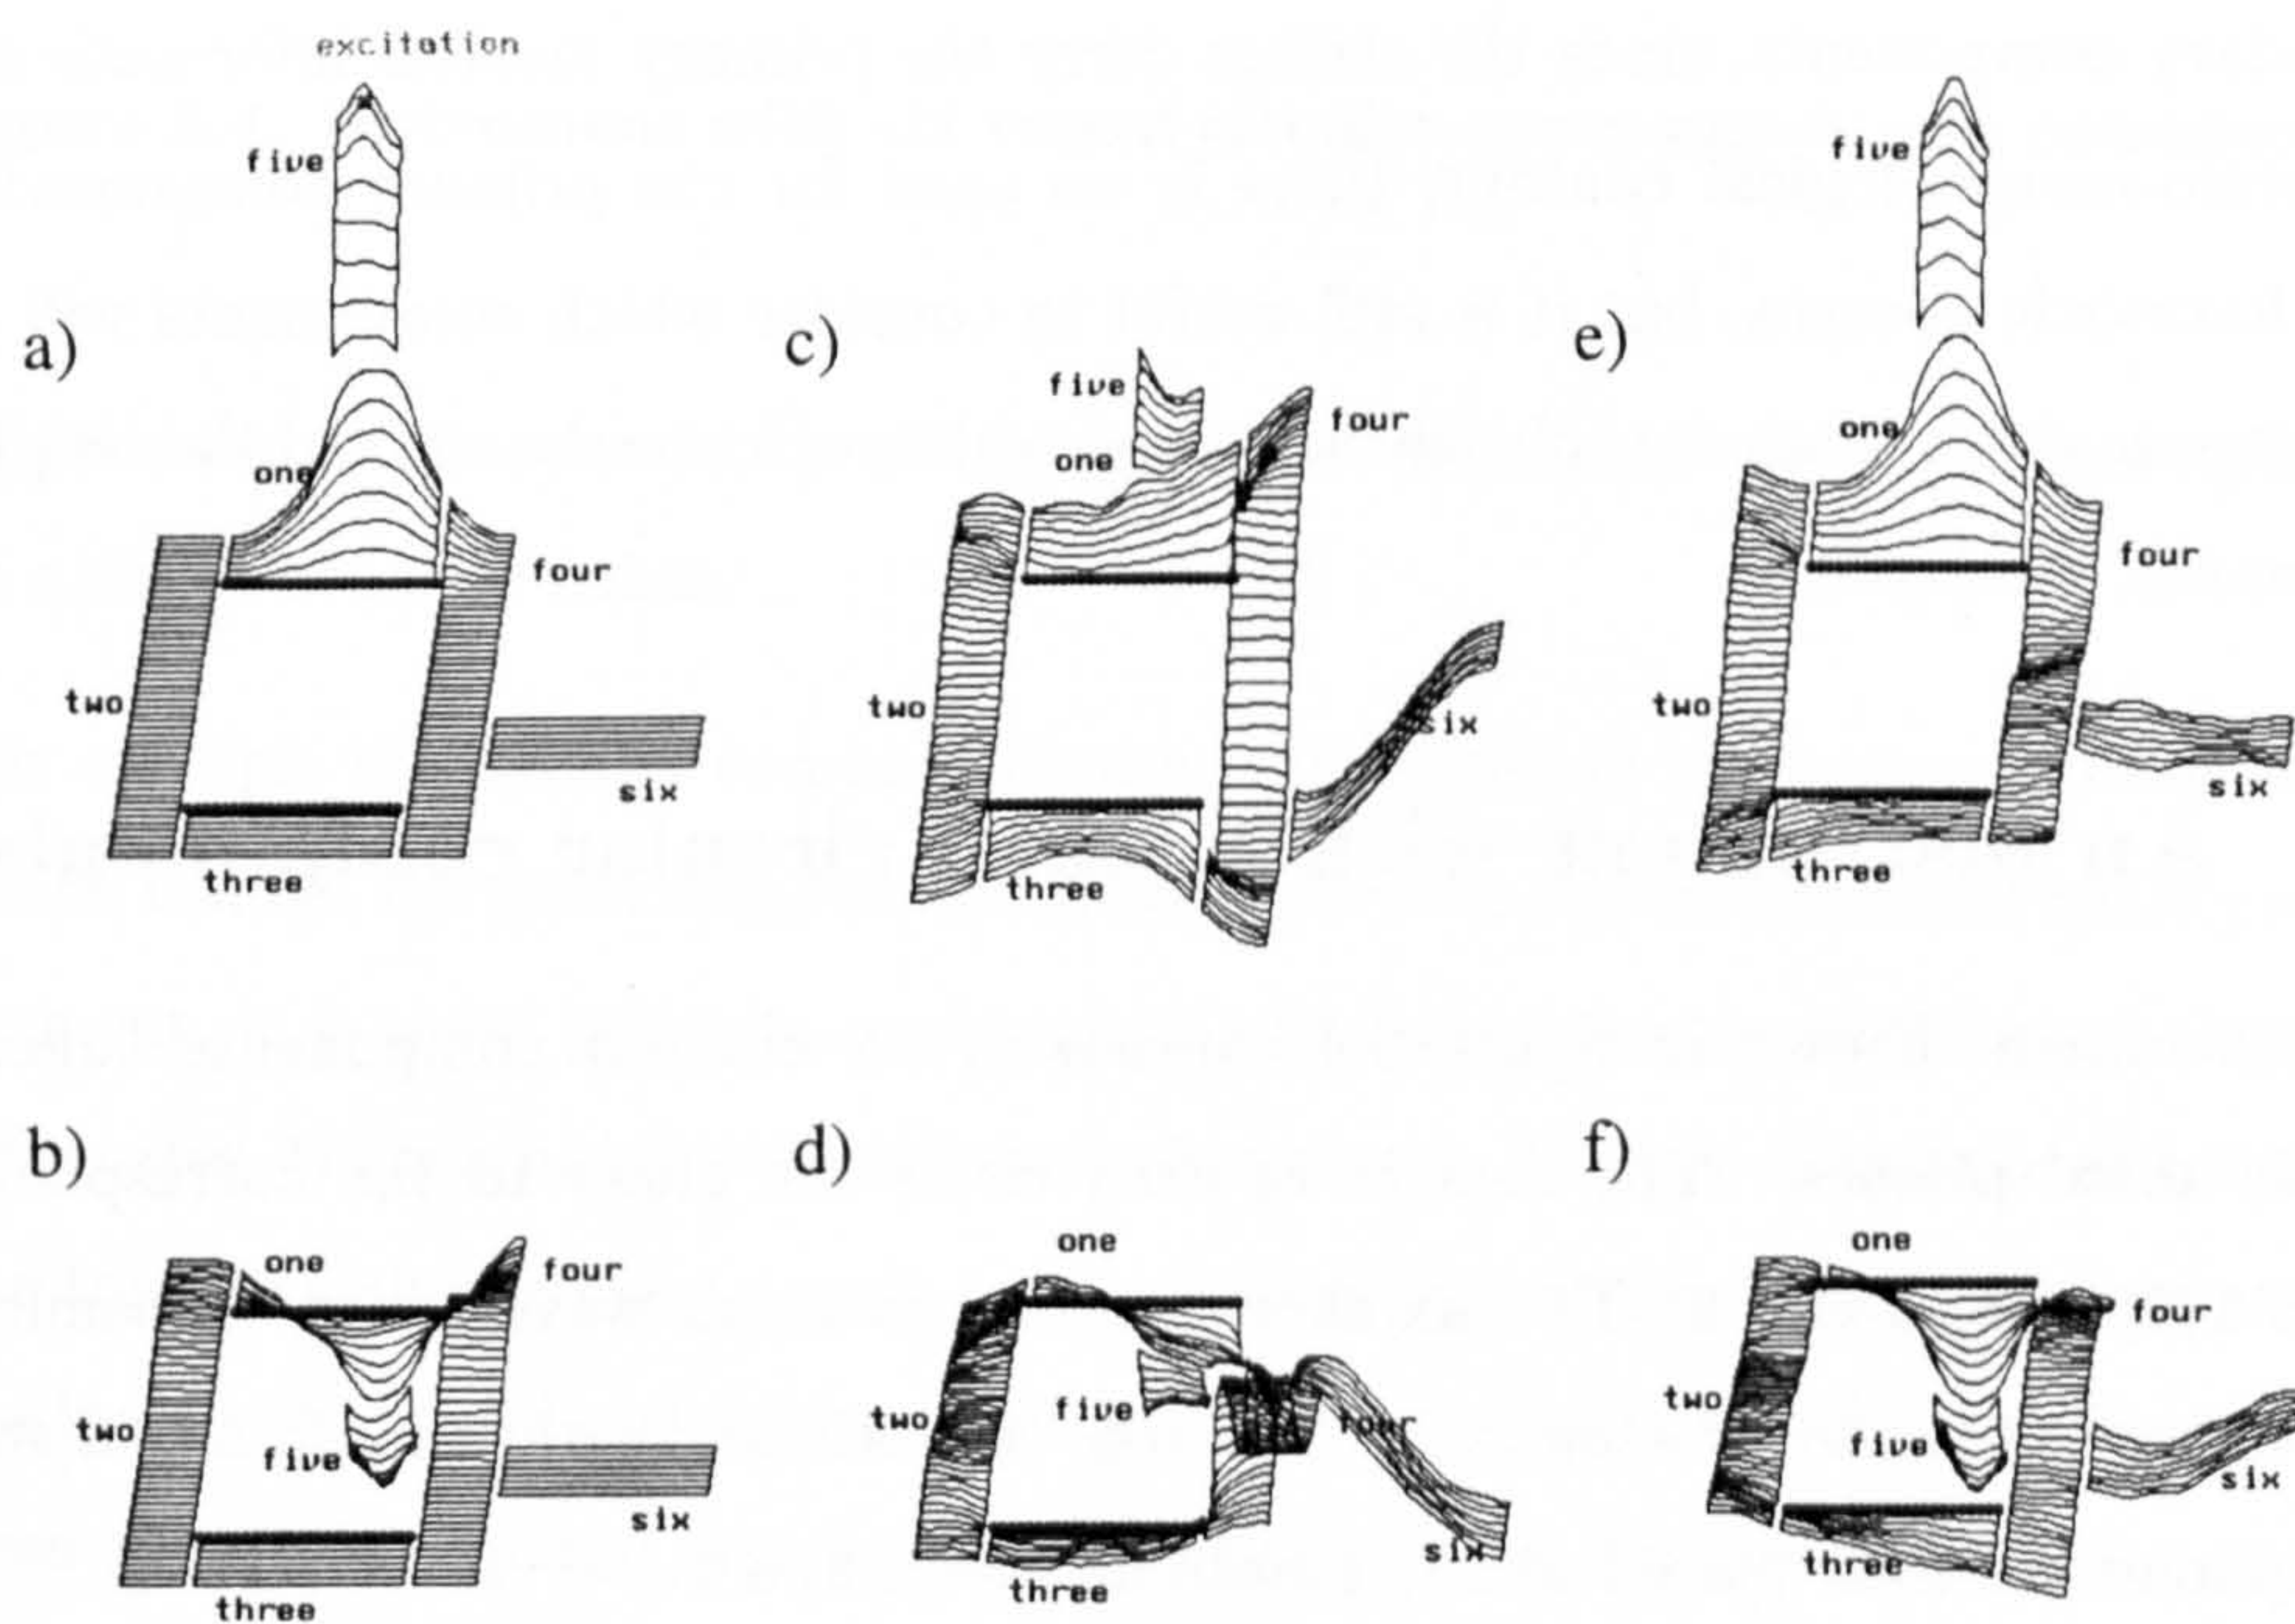 excitation
five
a)
one
four
two
six
three
c)
five
four
one
two
six
three
e)
five
one
four
two
six
three
b)
one
four
two
five
six
three
d)
one
two
five
four
six
three
f)
one
four
two
five
six
three